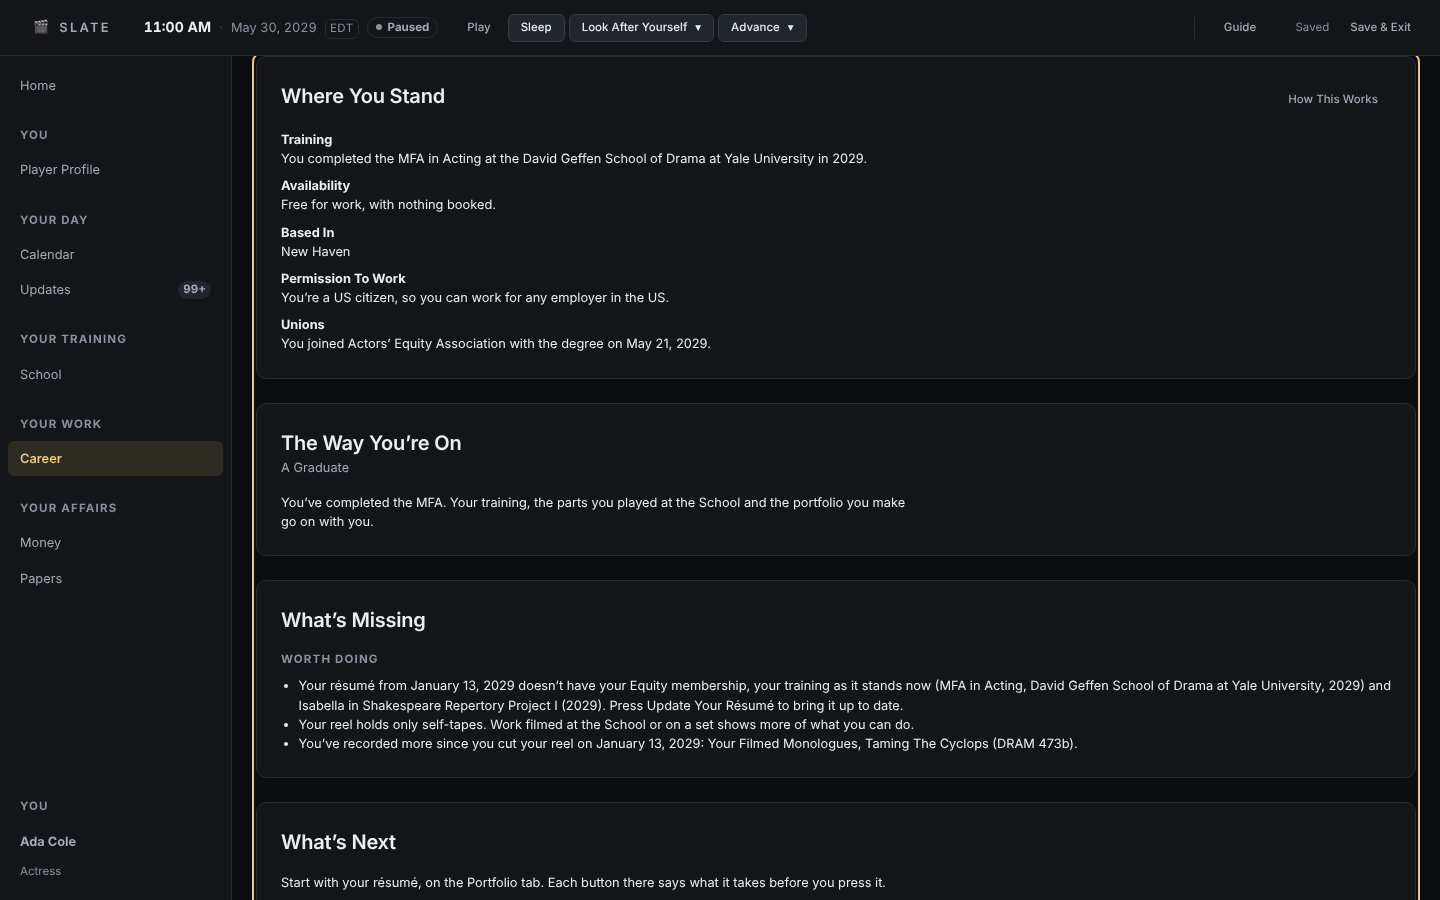 SLATE
11:00 AM · May 30, 2029 EDT Paused
Play
Sleep
Look After Yourself ▼
Advance ▼
Guide
Saved
Save & Exit
Home
YOU
Player Profile
YOUR DAY
Calendar
Updates 99+
YOUR TRAINING
School
YOUR WORK
Career
YOUR AFFAIRS
Money
Papers
YOU
Ada Cole
Actress
Where You Stand
How This Works
Training
You completed the MFA in Acting at the David Geffen School of Drama at Yale University in 2029.
Availability
Free for work, with nothing booked.
Based In
New Haven
Permission To Work
You’re a US citizen, so you can work for any employer in the US.
Unions
You joined Actors’ Equity Association with the degree on May 21, 2029.
The Way You’re On
A Graduate
You’ve completed the MFA. Your training, the parts you played at the School and the portfolio you make
go on with you.
What’s Missing
WORTH DOING
• Your résumé from January 13, 2029 doesn’t have your Equity membership, your training as it stands now (MFA in Acting, David Geffen School of Drama at Yale University, 2029) and
Isabella in Shakespeare Repertory Project I (2029). Press Update Your Résumé to bring it up to date.
• Your reel holds only self-tapes. Work filmed at the School or on a set shows more of what you can do.
• You’ve recorded more since you cut your reel on January 13, 2029: Your Filmed Monologues, Taming The Cyclops (DRAM 473b).
What’s Next
Start with your résumé, on the Portfolio tab. Each button there says what it takes before you press it.